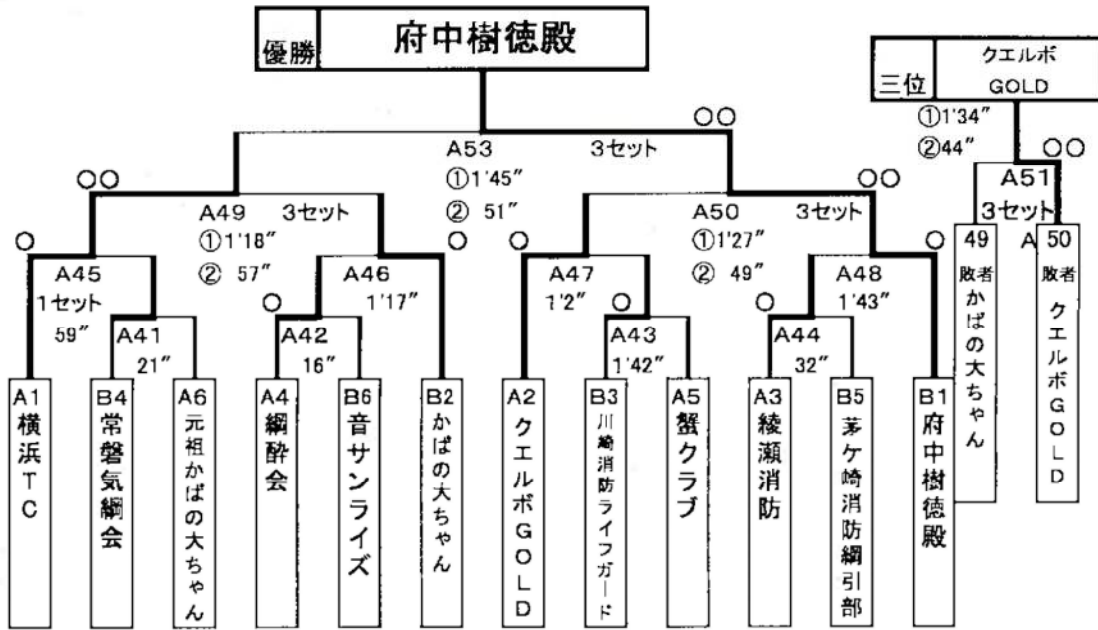 優勝 府中樹徳殿
三位 クエルボ
GOLD
①1'34"
②44"
○○
A53 3セット
①1'45"
② 51"
○○
A51
3セット
○○
A49 3セット
①1'18"
② 57"
○○
A50 3セット
①1'27"
② 49"
○
A45
1セット
59"
A46
1'17"
○
○
A47
1'2"
A48
1'43"
○
A41
21"
○
A42
16"
○
A43
1'42"
○
A44
32"
A
49 敗者 かばの大ちゃん
50 敗者 クエルボGOLD
A1 横浜TC
B4 常磐気綱会
A6 元祖かばの大ちゃん
A4 綱酔会
B6 音サンライズ
B2 かばの大ちゃん
A2 クエルボGOLD
B3 川崎消防ライフガード
A5 蟹クラブ
A3 綾瀬消防
B5 茅ケ崎消防綱引部
B1 府中樹徳殿